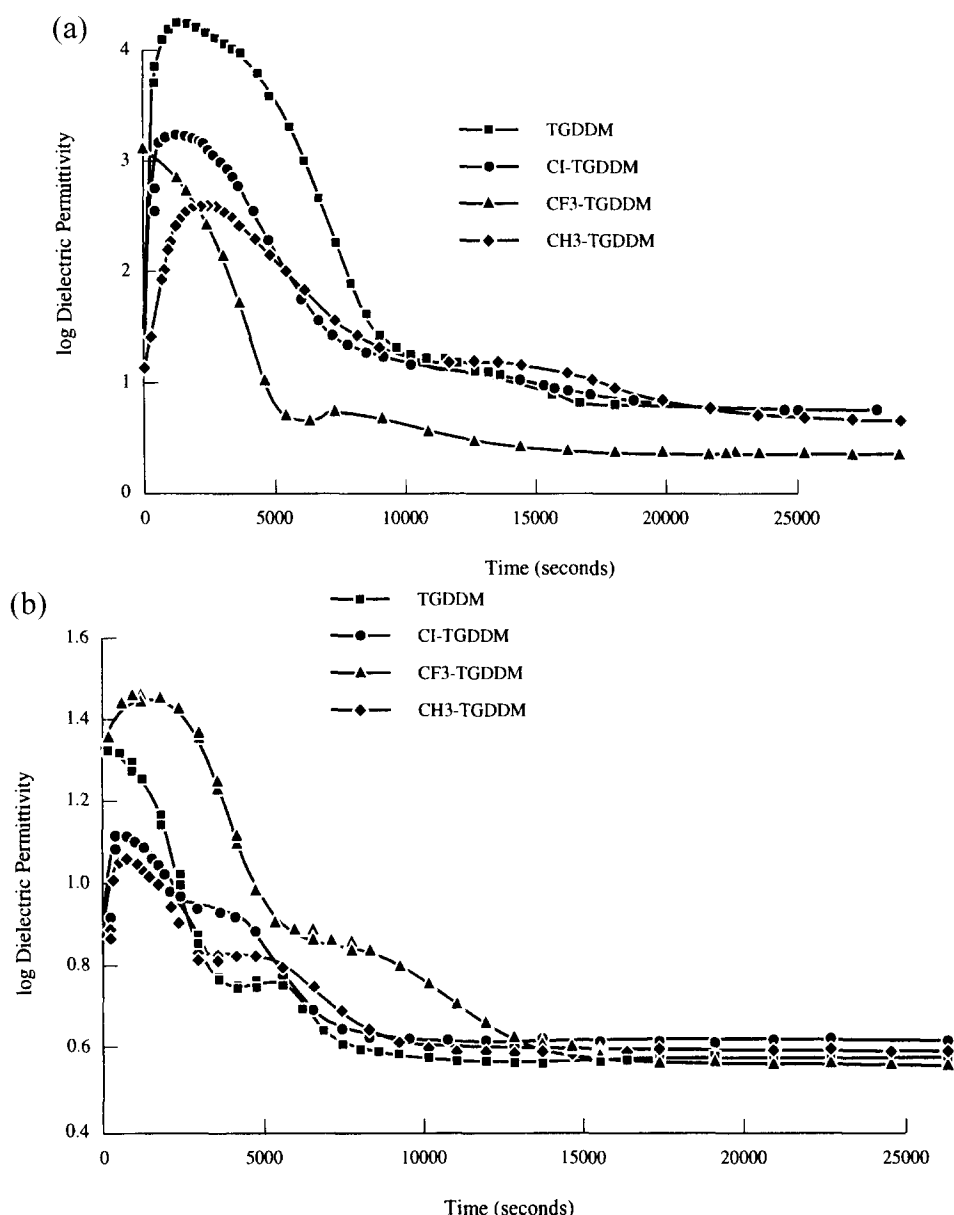 (a)
4
3
2
1
0
log Dielectric Permittivity
TGDDM
CI-TGDDM
CF3-TGDDM
CH3-TGDDM
0 5000 10000 15000 20000 25000
Time (seconds)
(b)
TGDDM
CI-TGDDM
CF3-TGDDM
CH3-TGDDM
1.6
1.4
1.2
1.0
0.8
0.6
0.4
log Dielectric Permittivity
0 5000 10000 15000 20000 25000
Time (seconds)